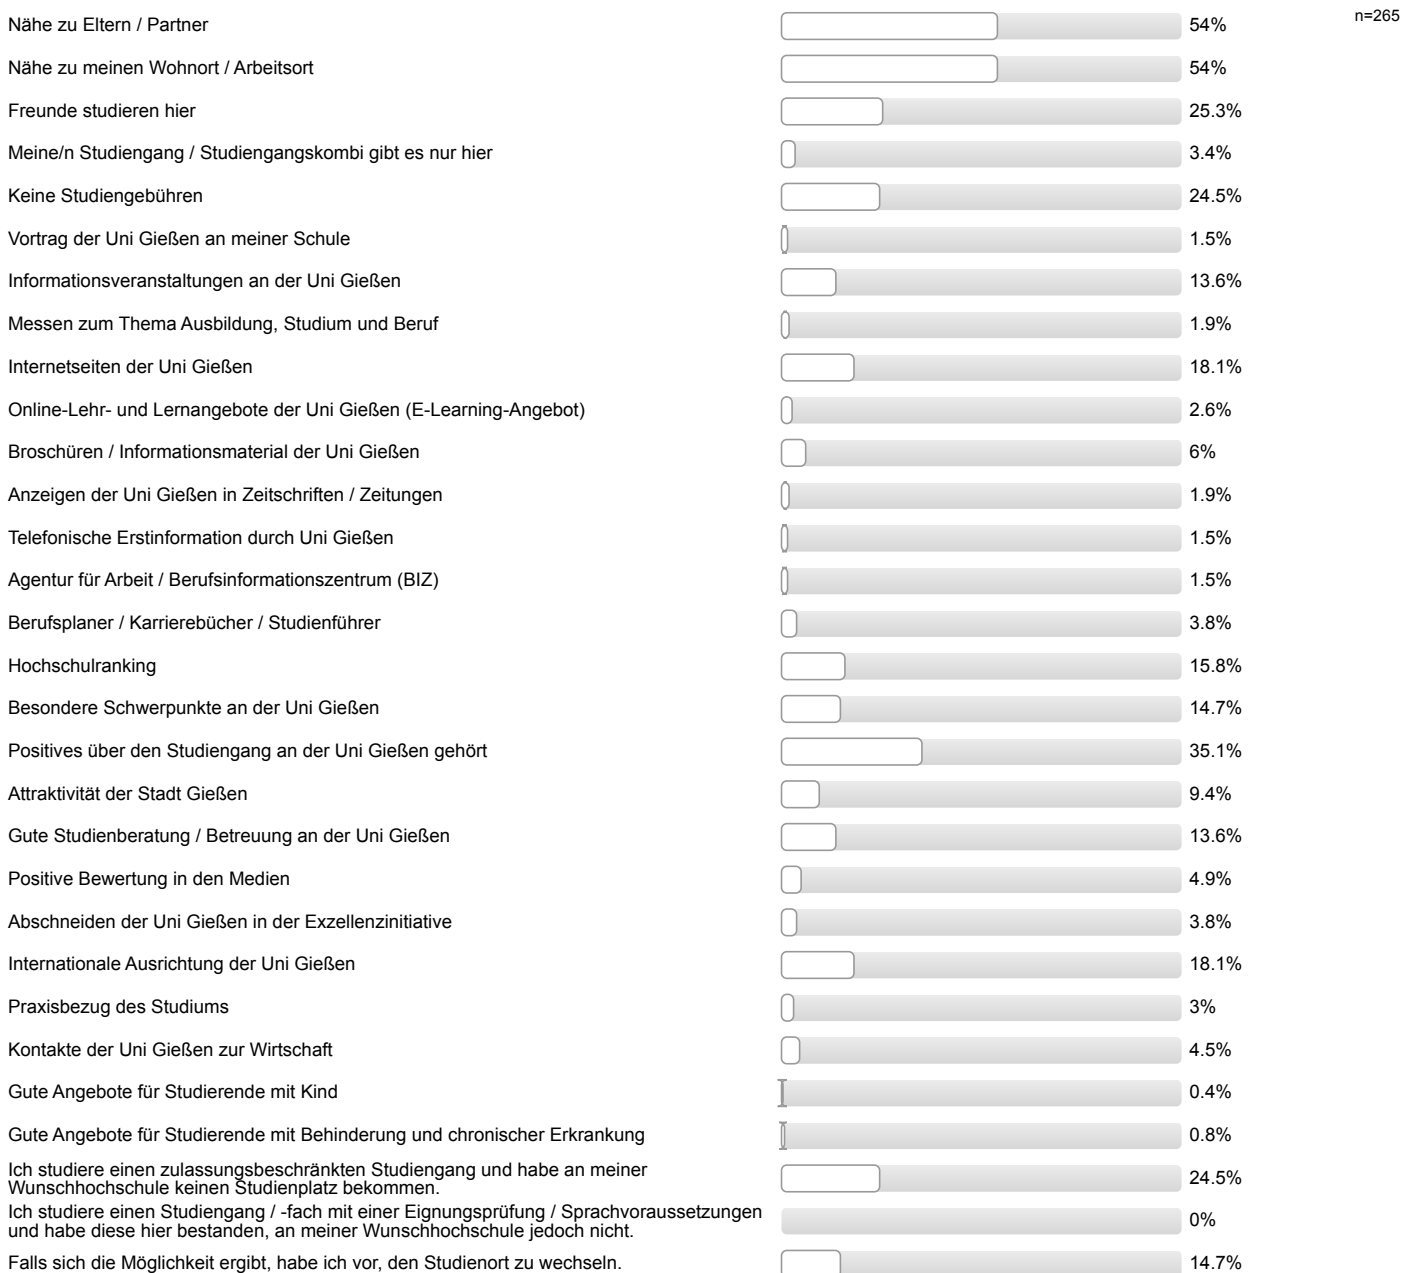 Nähe zu Eltern / Partner 54% n=265
Nähe zu meinen Wohnort / Arbeitsort 54%
Freunde studieren hier 25.3%
Meine/n Studiengang / Studiengangskombi gibt es nur hier 3.4%
Keine Studiengebühren 24.5%
Vortrag der Uni Gießen an meiner Schule 1.5%
Informationsveranstaltungen an der Uni Gießen 13.6%
Messen zum Thema Ausbildung, Studium und Beruf 1.9%
Internetseiten der Uni Gießen 18.1%
Online-Lehr- und Lernangebote der Uni Gießen (E-Learning-Angebot) 2.6%
Broschüren / Informationsmaterial der Uni Gießen 6%
Anzeigen der Uni Gießen in Zeitschriften / Zeitungen 1.9%
Telefonische Erstinformation durch Uni Gießen 1.5%
Agentur für Arbeit / Berufsinformationszentrum (BIZ) 1.5%
Berufsplaner / Karrierebücher / Studienführer 3.8%
Hochschulranking 15.8%
Besondere Schwerpunkte an der Uni Gießen 14.7%
Positives über den Studiengang an der Uni Gießen gehört 35.1%
Attraktivität der Stadt Gießen 9.4%
Gute Studienberatung / Betreuung an der Uni Gießen 13.6%
Positive Bewertung in den Medien 4.9%
Abschneiden der Uni Gießen in der Exzellenzinitiative 3.8%
Internationale Ausrichtung der Uni Gießen 18.1%
Praxisbezug des Studiums 3%
Kontakte der Uni Gießen zur Wirtschaft 4.5%
Gute Angebote für Studierende mit Kind 0.4%
Gute Angebote für Studierende mit Behinderung und chronischer Erkrankung 0.8%
Ich studiere einen zulassungsbeschränkten Studiengang und habe an meiner
Wunschhochschule keinen Studienplatz bekommen. 24.5%
Ich studiere einen Studiengang / -fach mit einer Eignungsprüfung / Sprachvoraussetzungen
und habe diese hier bestanden, an meiner Wunschhochschule jedoch nicht. 0%
Falls sich die Möglichkeit ergibt, habe ich vor, den Studienort zu wechseln. 14.7%